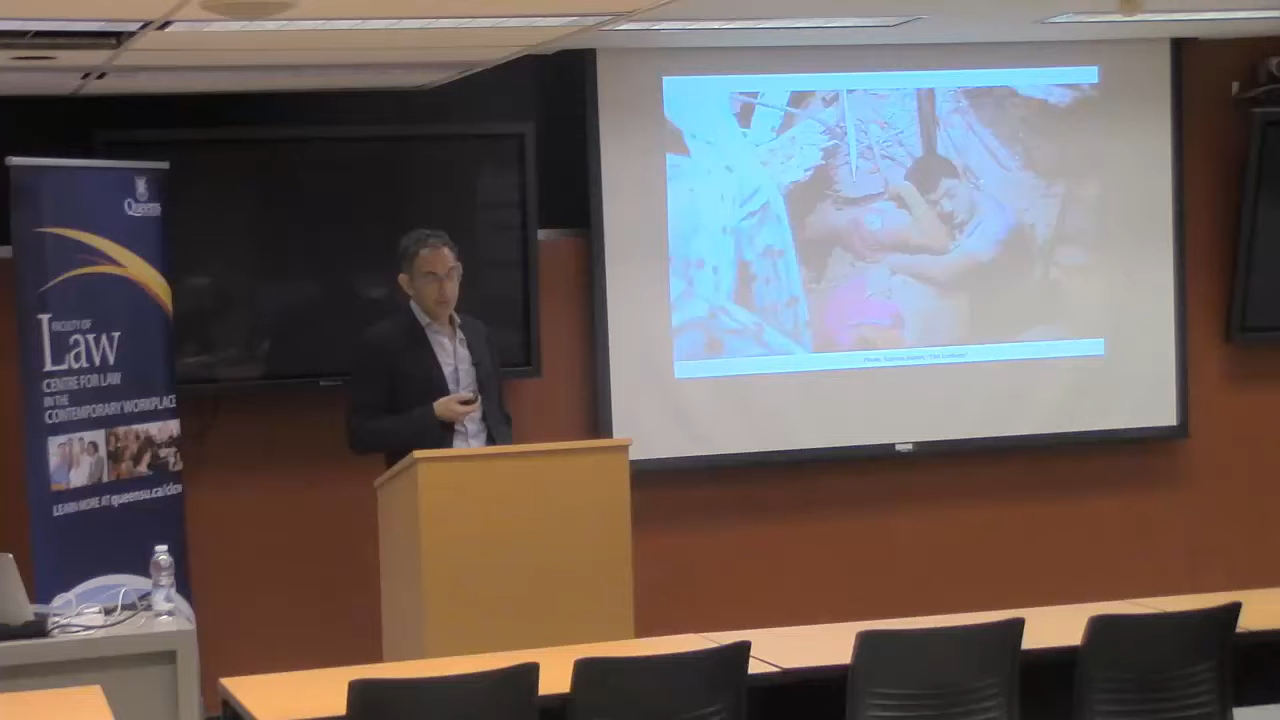 Queen's
FACULTY OF
Law
CENTRE FOR LAW
IN THE
CONTEMPORARY WORKPLACE
LEARN MORE AT queensu.ca/clcw